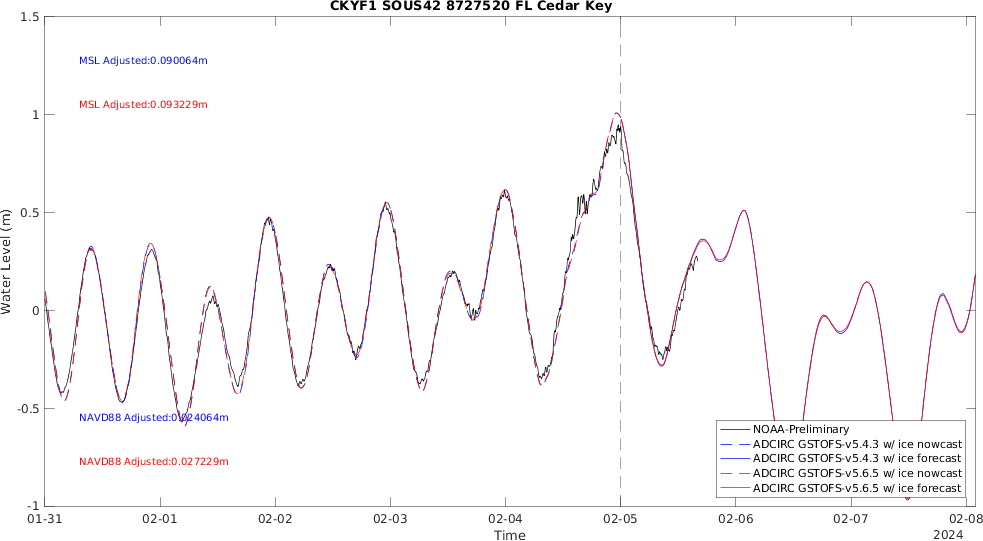 CKYF1 SOUS42 8727520 FL Cedar Key
1.5
MSL Adjusted:0.090064m
MSL Adjusted:0.093229m
1
0.5
Water Level (m)
0
-0.5
NAVD88 Adjusted:0.024064m
NAVD88 Adjusted:0.027229m
NOAA-Preliminary
ADCIRC GSTOFS-v5.4.3 w/ ice nowcast
ADCIRC GSTOFS-v5.4.3 w/ ice forecast
ADCIRC GSTOFS-v5.6.5 w/ ice nowcast
ADCIRC GSTOFS-v5.6.5 w/ ice forecast
-1
01-31 02-01 02-02 02-03 02-04 02-05 02-06 02-07 02-08
Time
2024